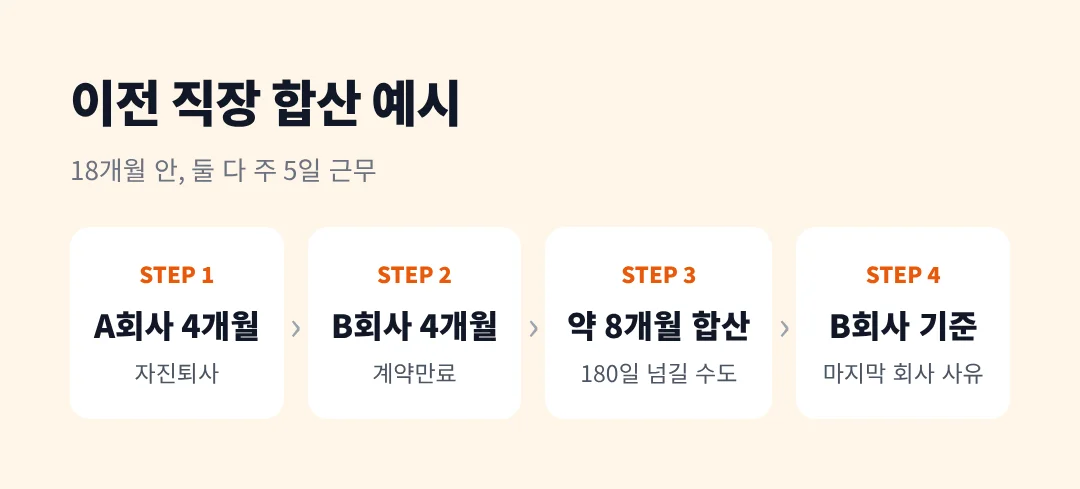 이전 직장 합산 예시
18개월 안, 둘 다 주 5일 근무
STEP 1
A회사 4개월
자진퇴사
STEP 2
B회사 4개월
계약만료
STEP 3
약 8개월 합산
180일 넘길 수도
STEP 4
B회사 기준
마지막 회사 사유